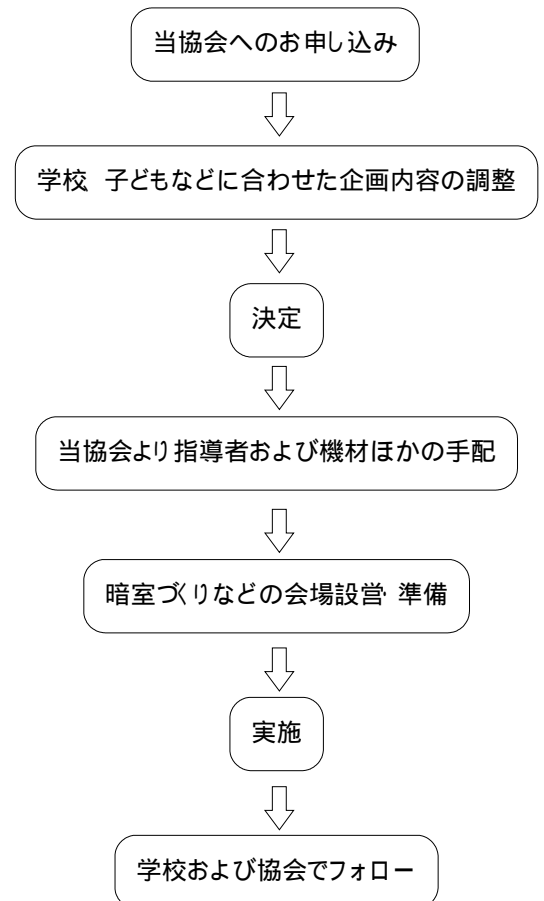 当協会へのお申し込み
学校、子どもなどに合わせた企画内容の調整
決定
当協会より指導者および機材ほかの手配
暗室づくりなどの会場設営・準備
実施
学校および協会でフォロー